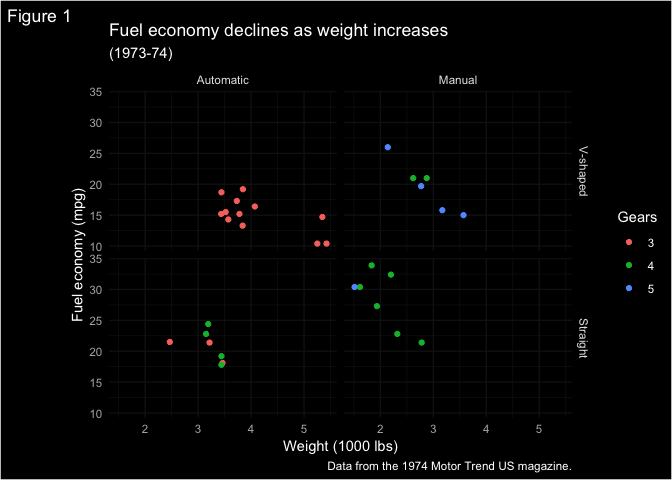 Figure 1
Fuel economy declines as weight increases
(1973-74)
Automatic
Manual
Fuel economy (mpg)
35
30
25
20
15
10
V-shaped
35
30
25
20
15
10
Straight
2 3 4 5
2 3 4 5
Weight (1000 lbs)
Gears
3
4
5
Data from the 1974 Motor Trend US magazine.